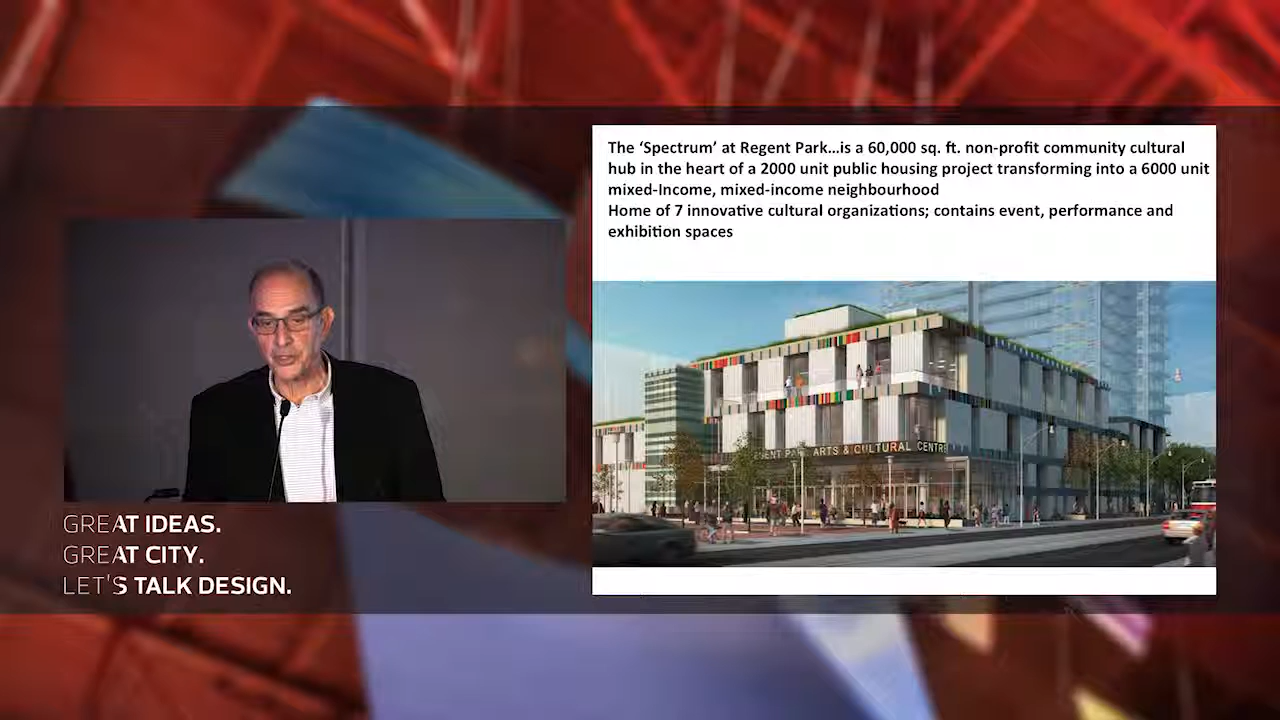 The ‘Spectrum’ at Regent Park...is a 60,000 sq. ft. non-profit community cultural
hub in the heart of a 2000 unit public housing project transforming into a 6000 unit
mixed-Income, mixed-income neighbourhood
Home of 7 innovative cultural organizations; contains event, performance and
exhibition spaces
ARTS & CULTURAL CENTRE
GREAT IDEAS.
GREAT CITY.
LET'S TALK DESIGN.